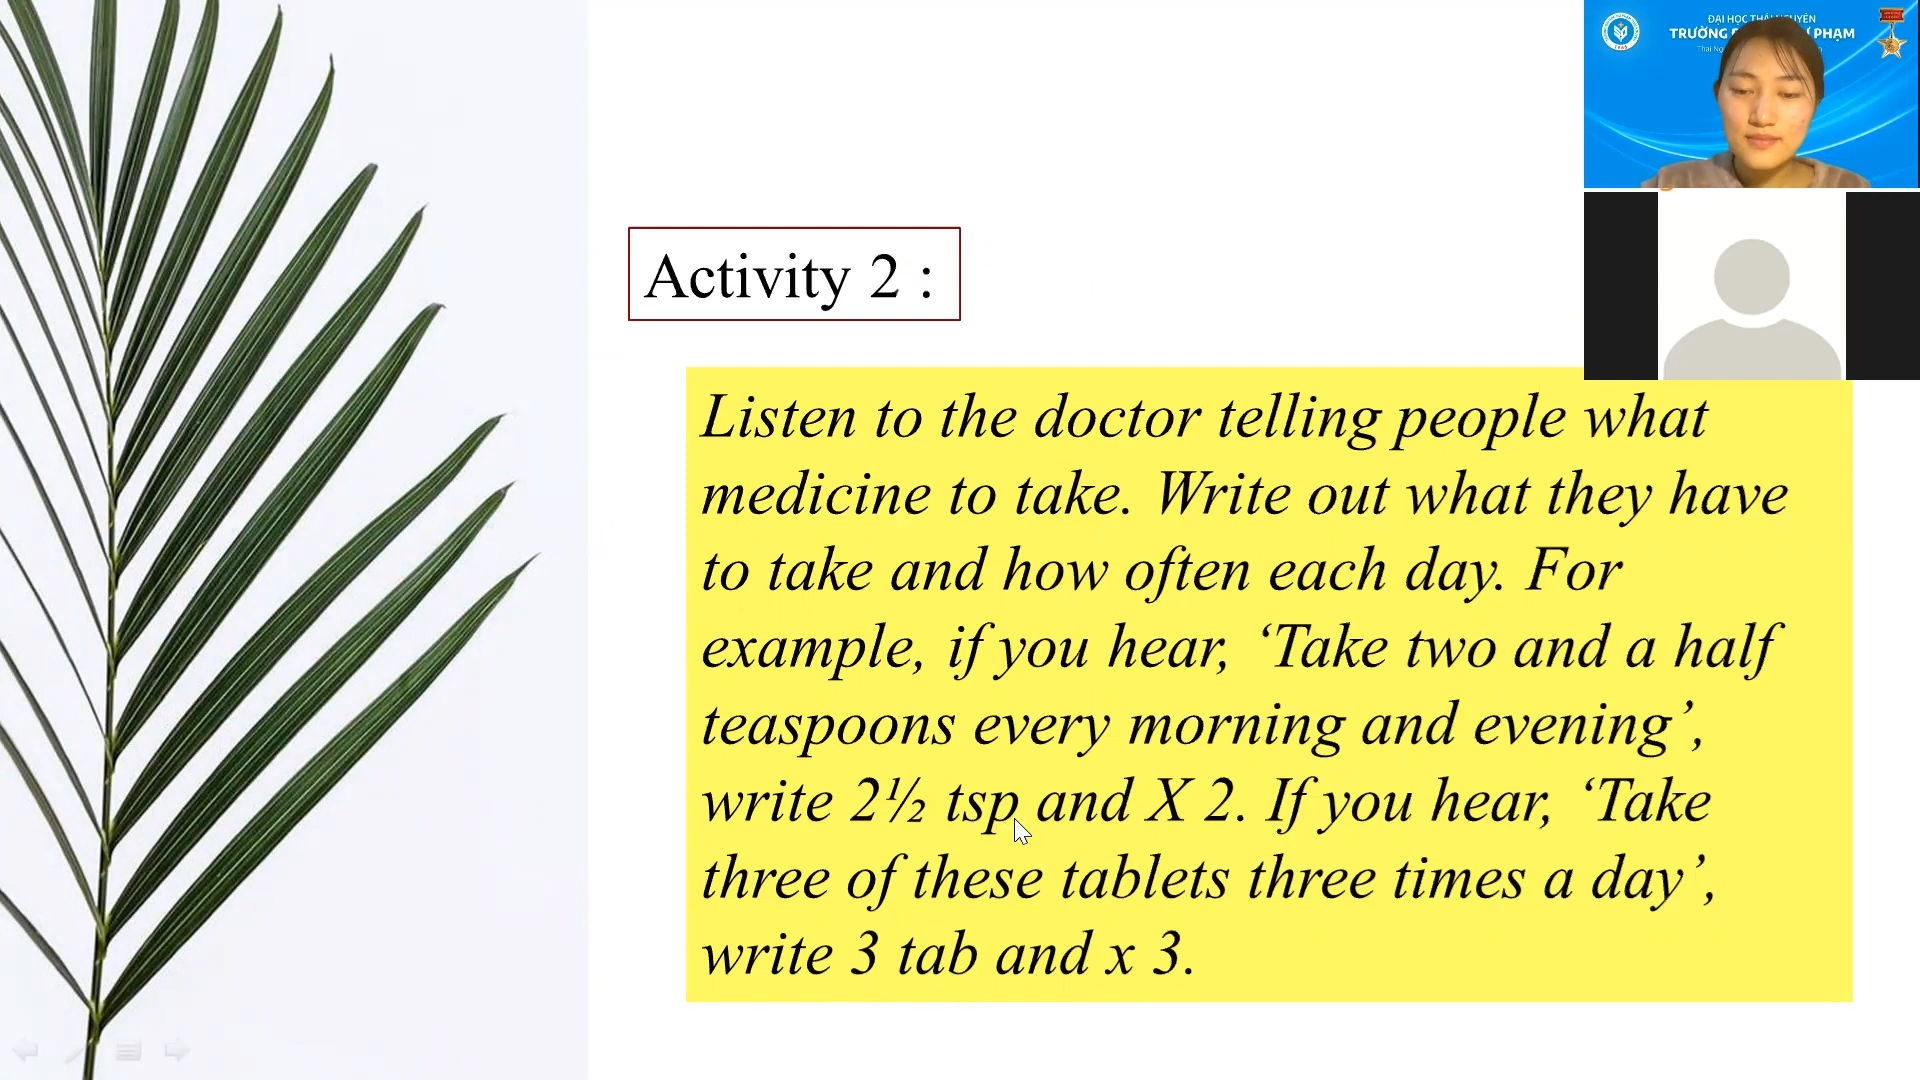 ĐẠI HỌC THÁI NGUYÊN
TRƯỜNG PHẠM
Activity 2 :
Listen to the doctor telling people what
medicine to take. Write out what they have
to take and how often each day. For
example, if you hear, ‘Take two and a half
teaspoons every morning and evening’,
write 2½ tsp and X 2. If you hear, ‘Take
three of these tablets three times a day’,
write 3 tab and x 3.